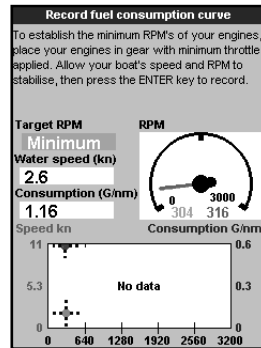 Record fuel consumption curve
To establish the minimum RPM's of your engines,
place your engines in gear with minimum throttle
applied. Allow your boat's speed and RPM to
stabilise, then press the ENTER key to record.
Target RPM
Minimum
Water speed (kn)
2.6
Consumption (G/nm)
1.16
RPM
0 3000
304 316
Speed kn Consumption G/nm
11 0.6
5.3 No data 0.3
0 0
0 640 1280 1920 2560 3200